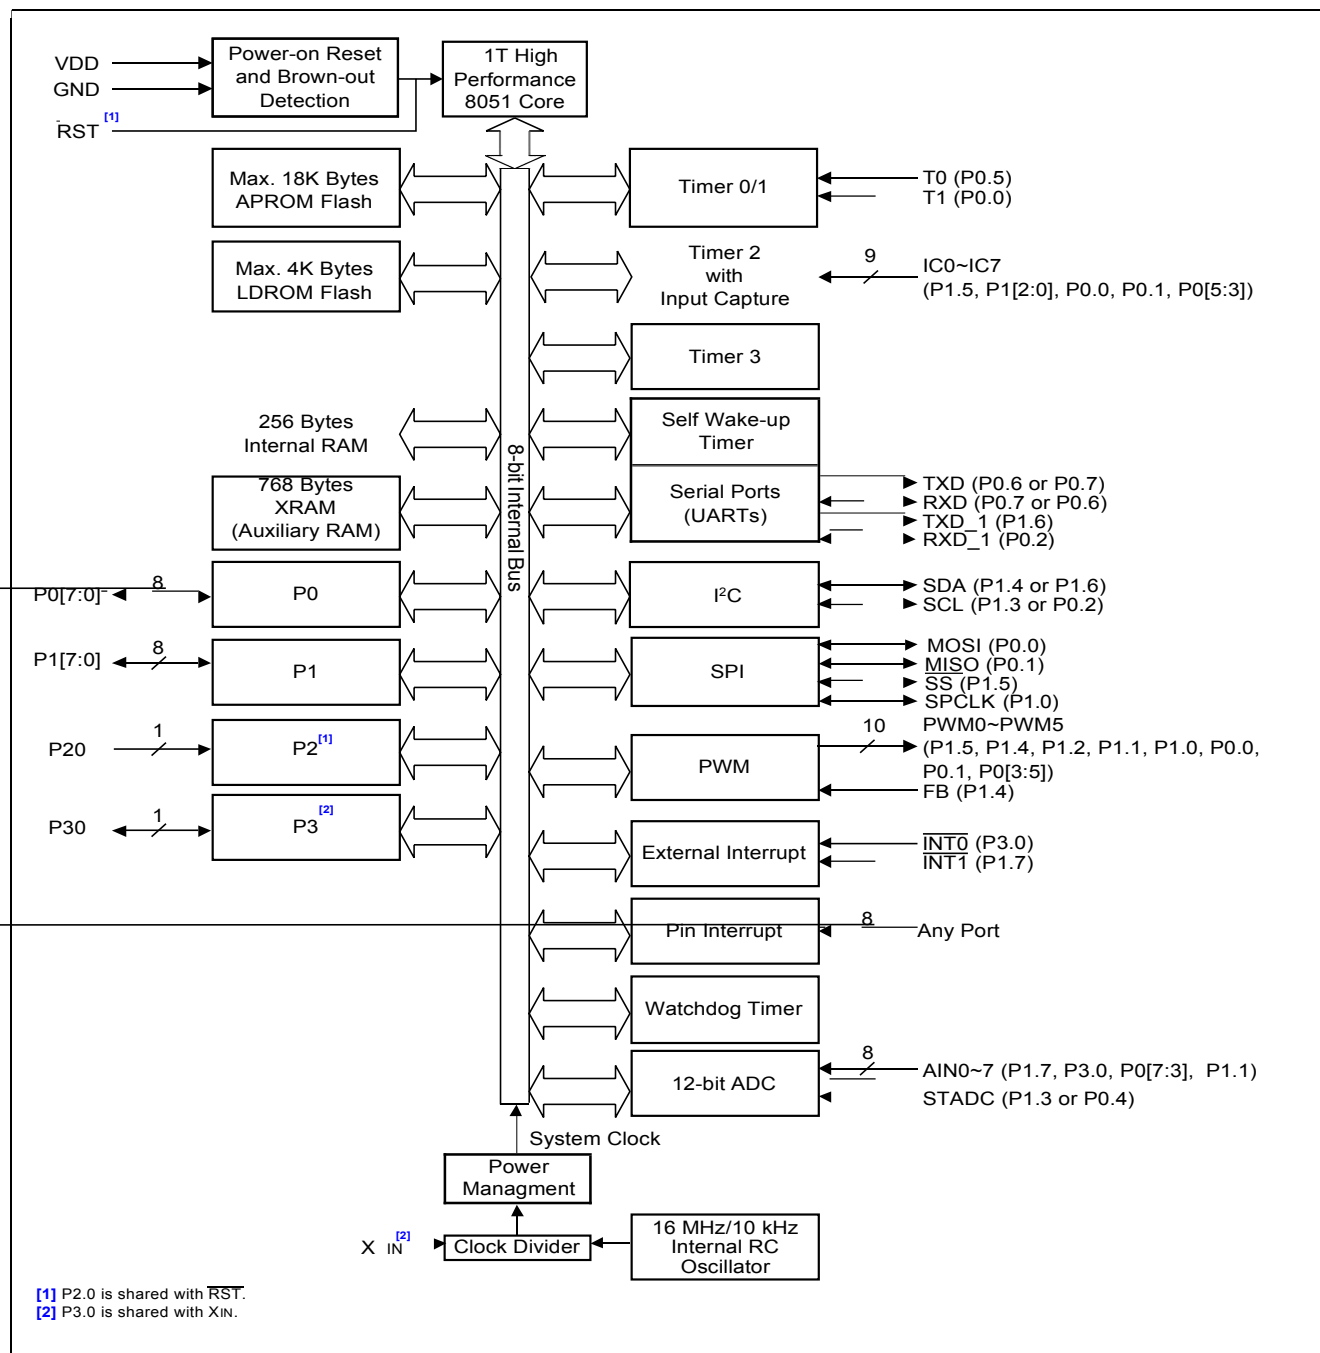 VDD
GND
RST [1]
Power-on Reset
and Brown-out
Detection
1T High
Performance
8051 Core
Max. 18K Bytes
APROM Flash
Max. 4K Bytes
LDROM Flash
256 Bytes
Internal RAM
768 Bytes
XRAM
(Auxiliary RAM)
P0[7:0]
8
P0
P1[7:0]
8
P1
P20
1
P2[1]
P30
1
P3[2]
8-bit Internal Bus
Timer 0/1
T0 (P0.5)
T1 (P0.0)
Timer 2
with
Input Capture
9
IC0~IC7
(P1.5, P1[2:0], P0.0, P0.1, P0[5:3])
Timer 3
Self Wake-up
Timer
Serial Ports
(UARTs)
TXD (P0.6 or P0.7)
RXD (P0.7 or P0.6)
TXD_1 (P1.6)
RXD_1 (P0.2)
I²C
SDA (P1.4 or P1.6)
SCL (P1.3 or P0.2)
SPI
MOSI (P0.0)
MISO (P0.1)
SS (P1.5)
SPCLK (P1.0)
PWM
10
PWM0~PWM5
(P1.5, P1.4, P1.2, P1.1, P1.0, P0.0,
P0.1, P0[3:5])
FB (P1.4)
External Interrupt
INT0 (P3.0)
INT1 (P1.7)
Pin Interrupt
8
Any Port
Watchdog Timer
12-bit ADC
8
AIN0~7 (P1.7, P3.0, P0[7:3], P1.1)
STADC (P1.3 or P0.4)
System Clock
Power
Managment
X IN [2]
Clock Divider
16 MHz/10 kHz
Internal RC
Oscillator
[1] P2.0 is shared with RST.
[2] P3.0 is shared with XIN.